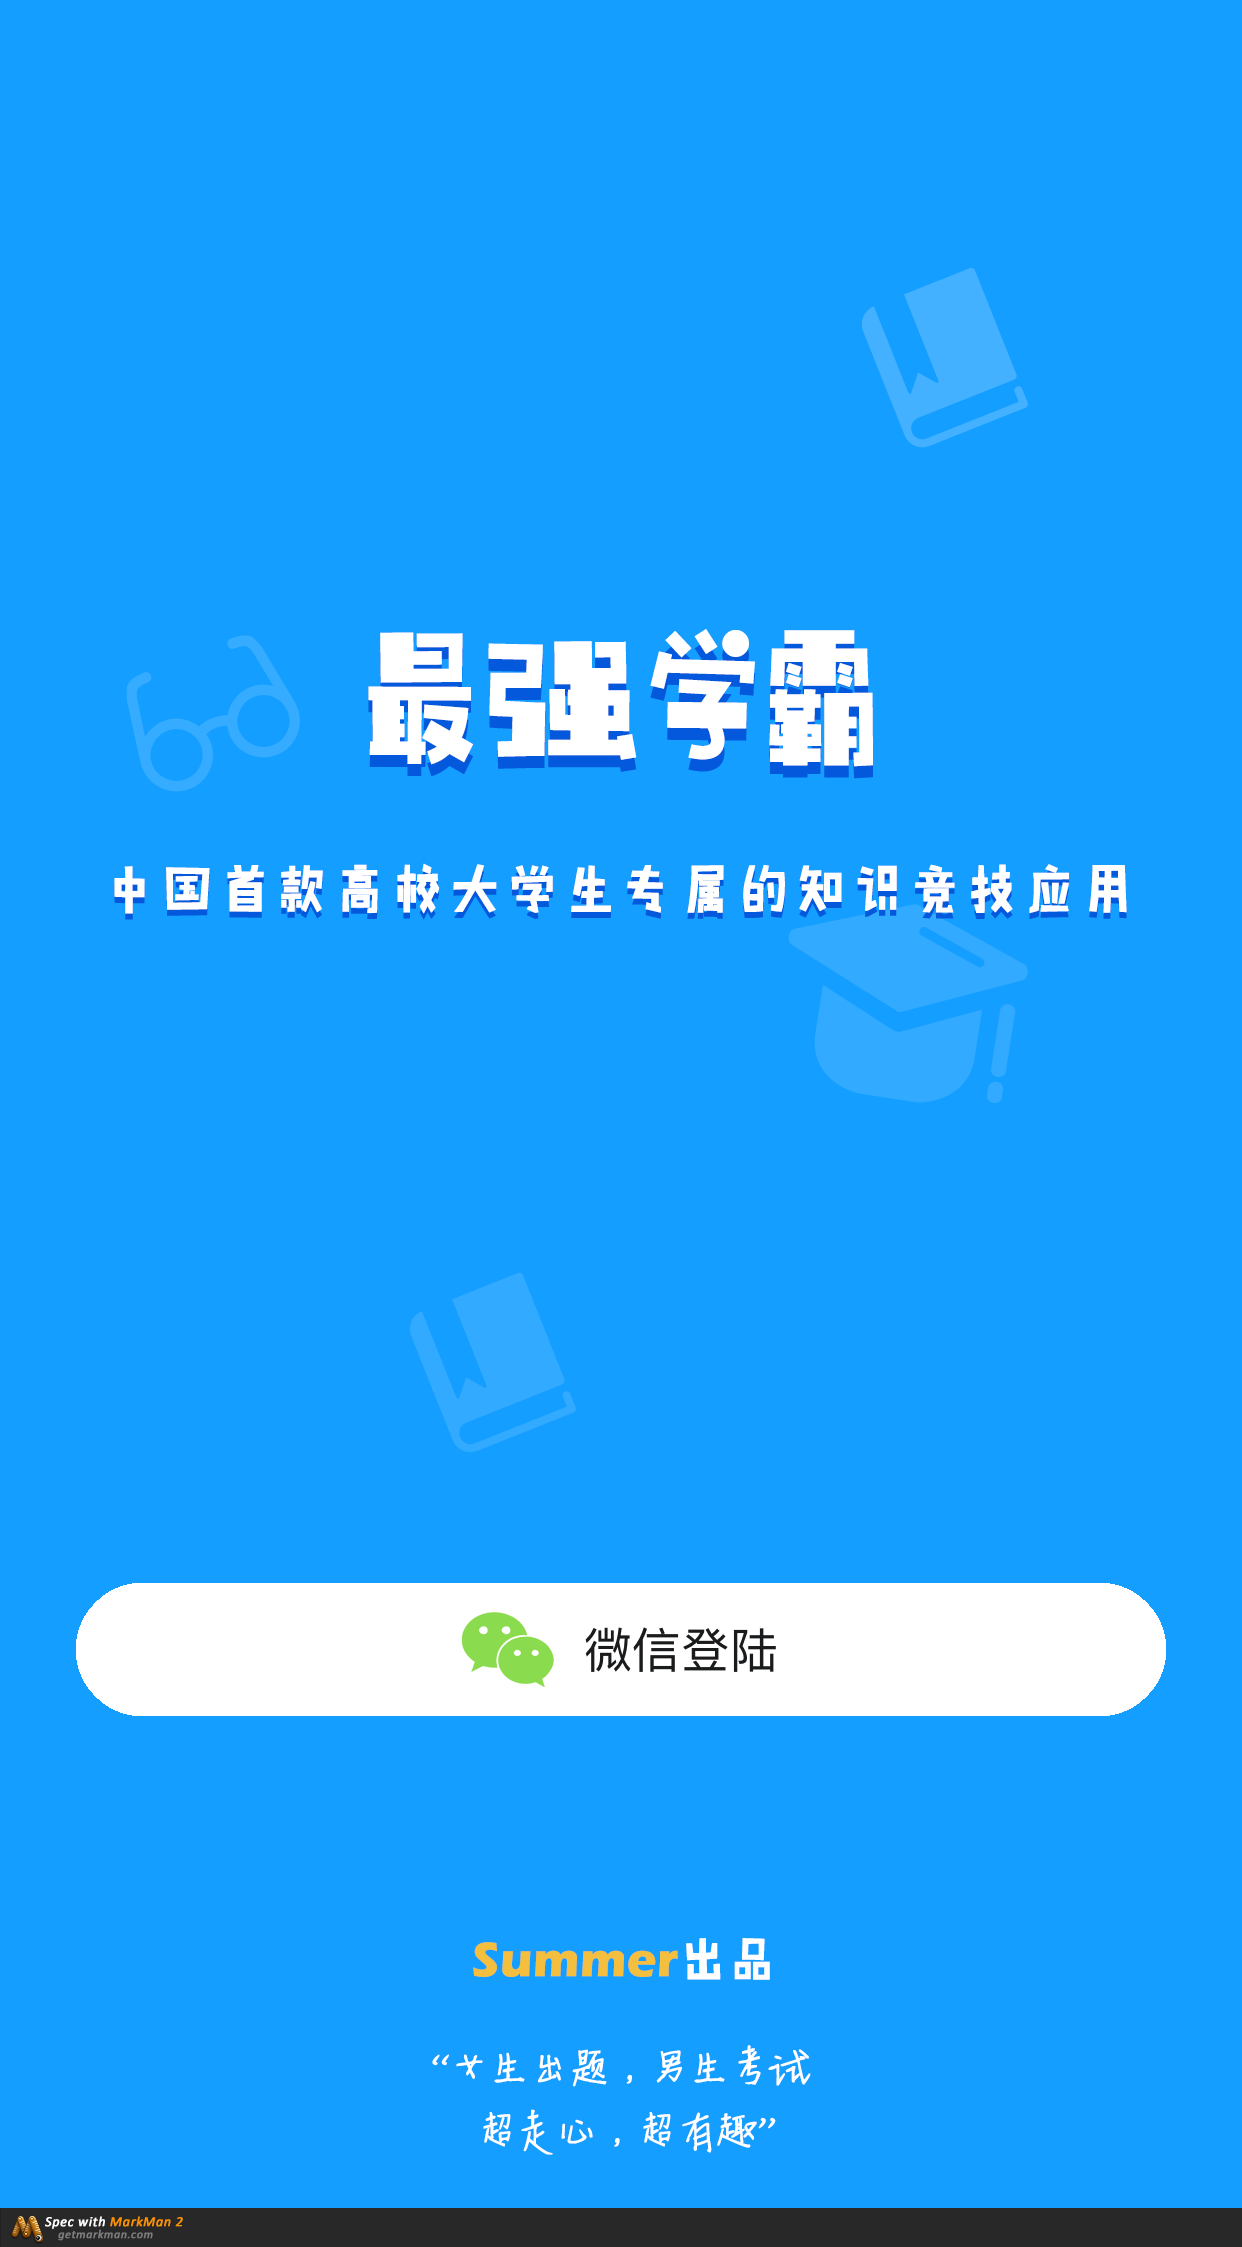 最强学霸
中国首款高校大学生专属的知识竞技应用
微信登陆
Summer出品
“女生出题，男生考试
超走心，超有趣”
Spec with MarkMan 2
getmarkman.com